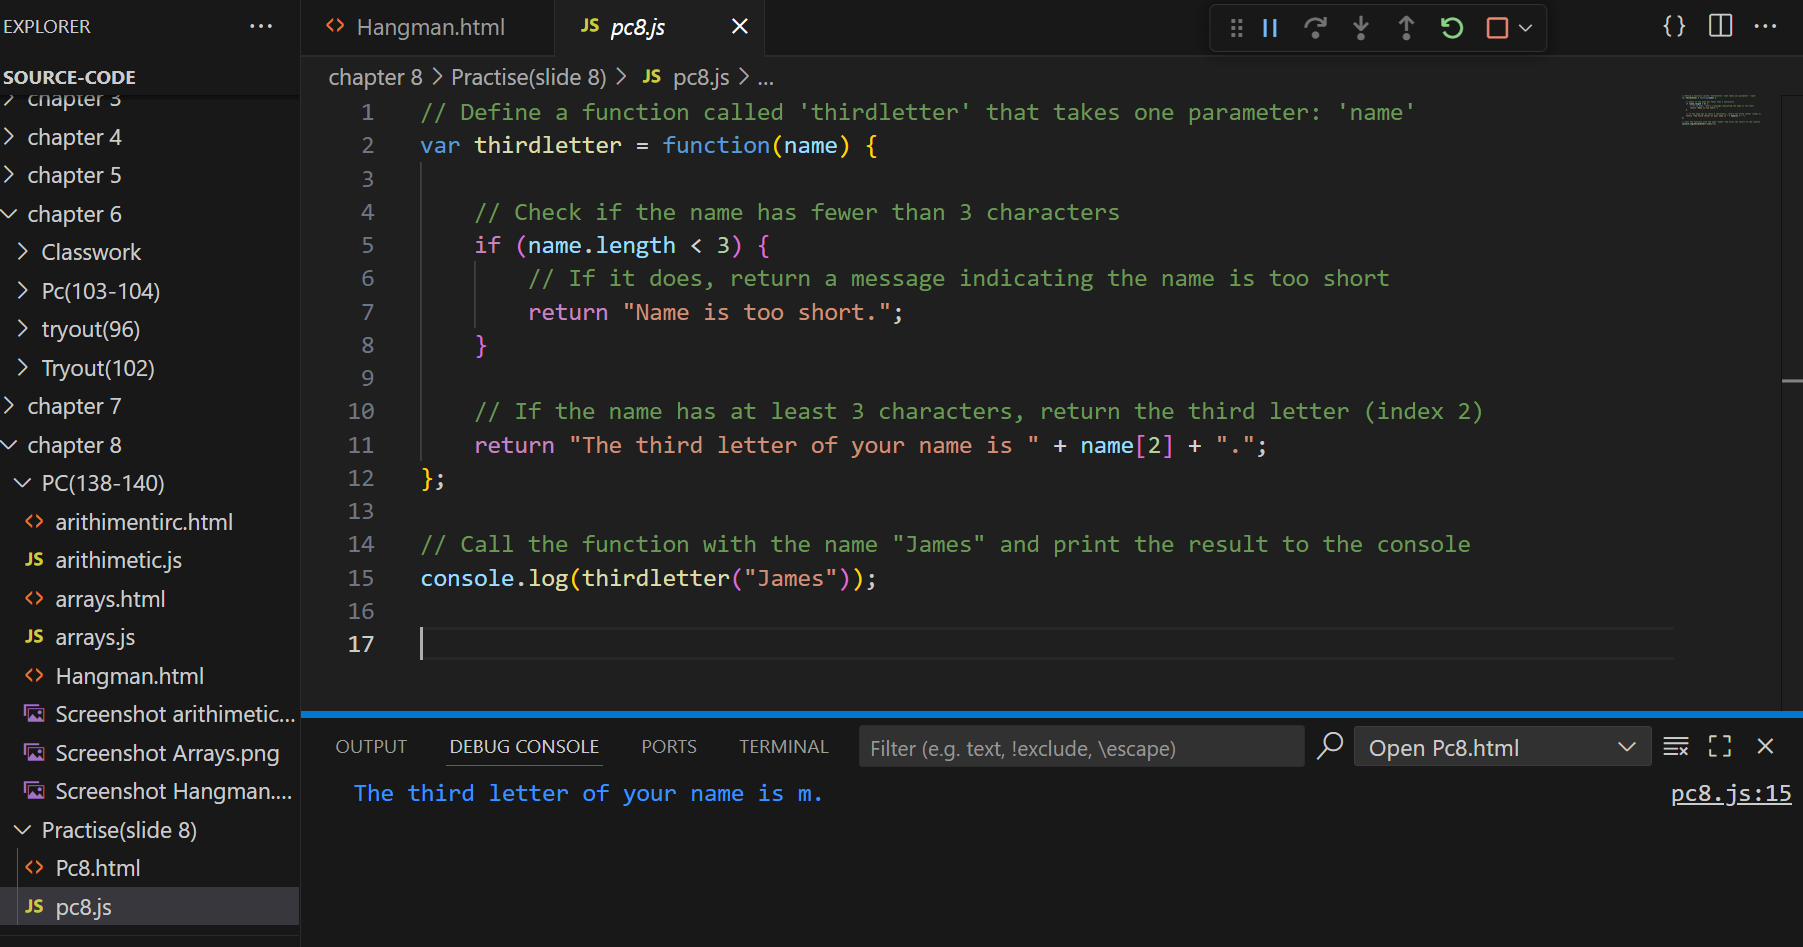 EXPLORER
SOURCE-CODE
chapter 3
chapter 4
chapter 5
chapter 6
Classwork
Pc(103-104)
tryout(96)
Tryout(102)
chapter 7
chapter 8
PC(138-140)
arithimentirc.html
JS arithimetic.js
arrays.html
JS arrays.js
Hangman.html
Screenshot arithimetic...
Screenshot Arrays.png
Screenshot Hangman....
Practise(slide 8)
Pc8.html
JS pc8.js
Hangman.html
JS pc8.js
chapter 8 > Practise(slide 8) > JS pc8.js > ...
1 // Define a function called 'thirdletter' that takes one parameter: 'name'
2 var thirdletter = function(name) {
3
4 // Check if the name has fewer than 3 characters
5 if (name.length < 3) {
6 // If it does, return a message indicating the name is too short
7 return "Name is too short.";
8 }
9
10 // If the name has at least 3 characters, return the third letter (index 2)
11 return "The third letter of your name is " + name[2] + ".";
12 };
13
14 // Call the function with the name "James" and print the result to the console
15 console.log(thirdletter("James"));
16
17
OUTPUT DEBUG CONSOLE PORTS TERMINAL Filter (e.g. text, !exclude, \escape) Open Pc8.html
The third letter of your name is m. pc8.js:15